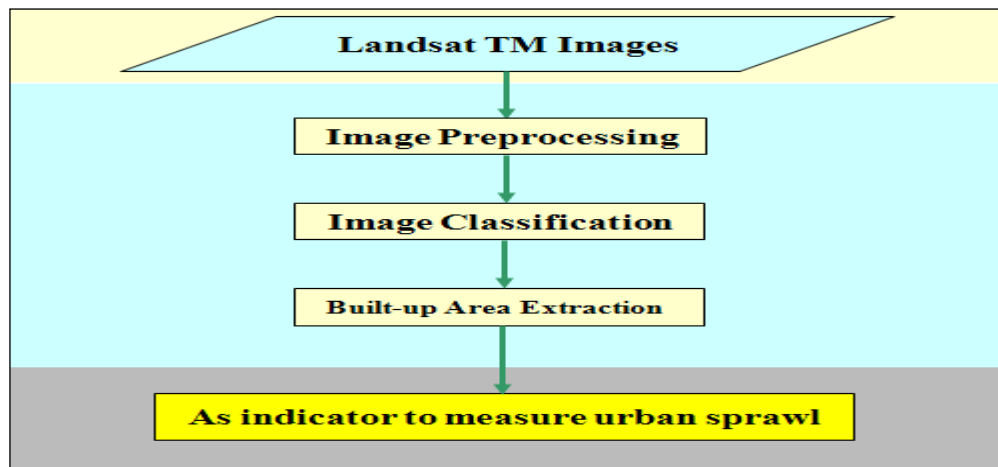 Landsat TM Images
Image Preprocessing
Image Classification
Built-up Area Extraction
As indicator to measure urban sprawl